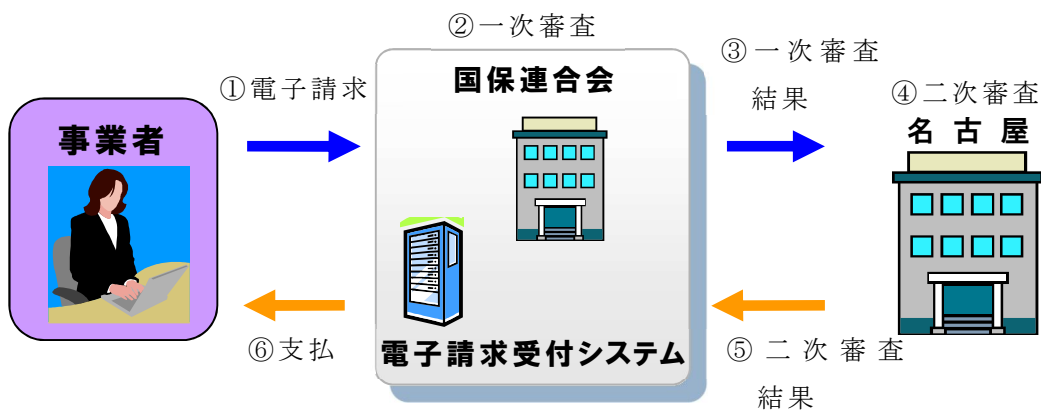 ②一次審査
国保連合会
①電子請求
③一次審査
結果
④二次審査
名古屋
事業者
⑥支払
電子請求受付システム
⑤二次審査
結果